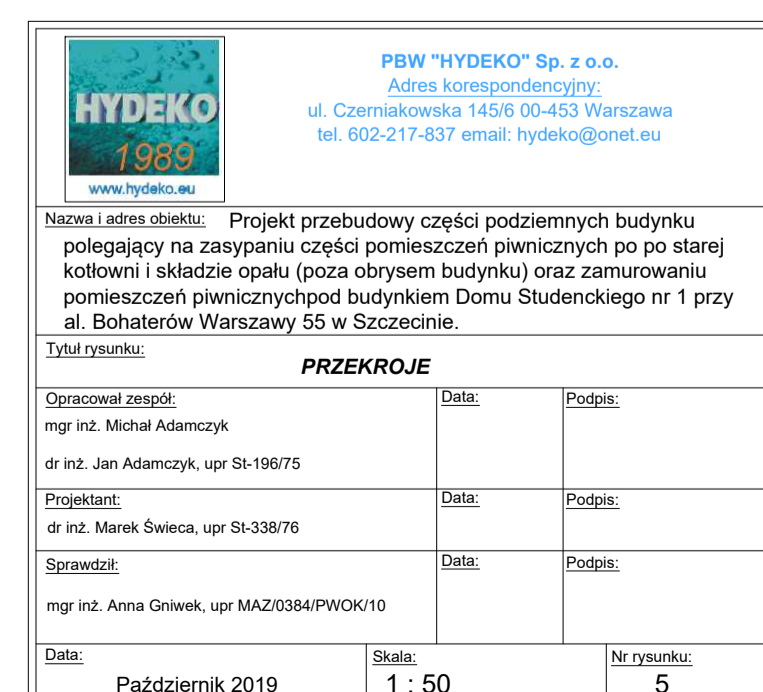 HYDEKO
1989
www.hydeko.eu
PBW "HYDEKO" Sp. z o.o.
Adres korespondencyjny:
ul. Czerniakowska 145/6 00-453 Warszawa
tel. 602-217-837 email: hydeko@onet.eu
Nazwa i adres obiektu: Projekt przebudowy części podziemnych budynku
polegający na zasypaniu części pomieszczeń piwnicznych po po starej
kotłowni i składzie opału (poza obrysem budynku) oraz zamurowaniu
pomieszczeń piwnicznychpod budynkiem Domu Studenckiego nr 1 przy
al. Bohaterów Warszawy 55 w Szczecinie.
Tytuł rysunku:
PRZEKROJE
Opracował zespół: Data: Podpis:
mgr inż. Michał Adamczyk
dr inż. Jan Adamczyk, upr St-196/75
Projektant: Data: Podpis:
dr inż. Marek Świeca, upr St-338/76
Sprawdził: Data: Podpis:
mgr inż. Anna Gniwek, upr MAZ/0384/PWOK/10
Data: Skala: Nr rysunku:
Październik 2019 1 : 50 5